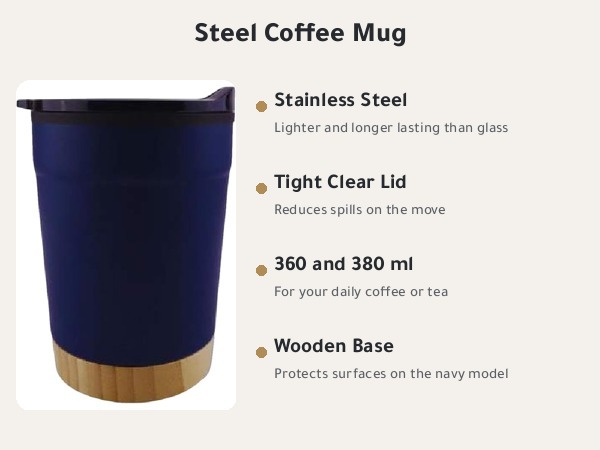 Steel Coffee Mug
Stainless Steel
Lighter and longer lasting than glass
Tight Clear Lid
Reduces spills on the move
360 and 380 ml
For your daily coffee or tea
Wooden Base
Protects surfaces on the navy model